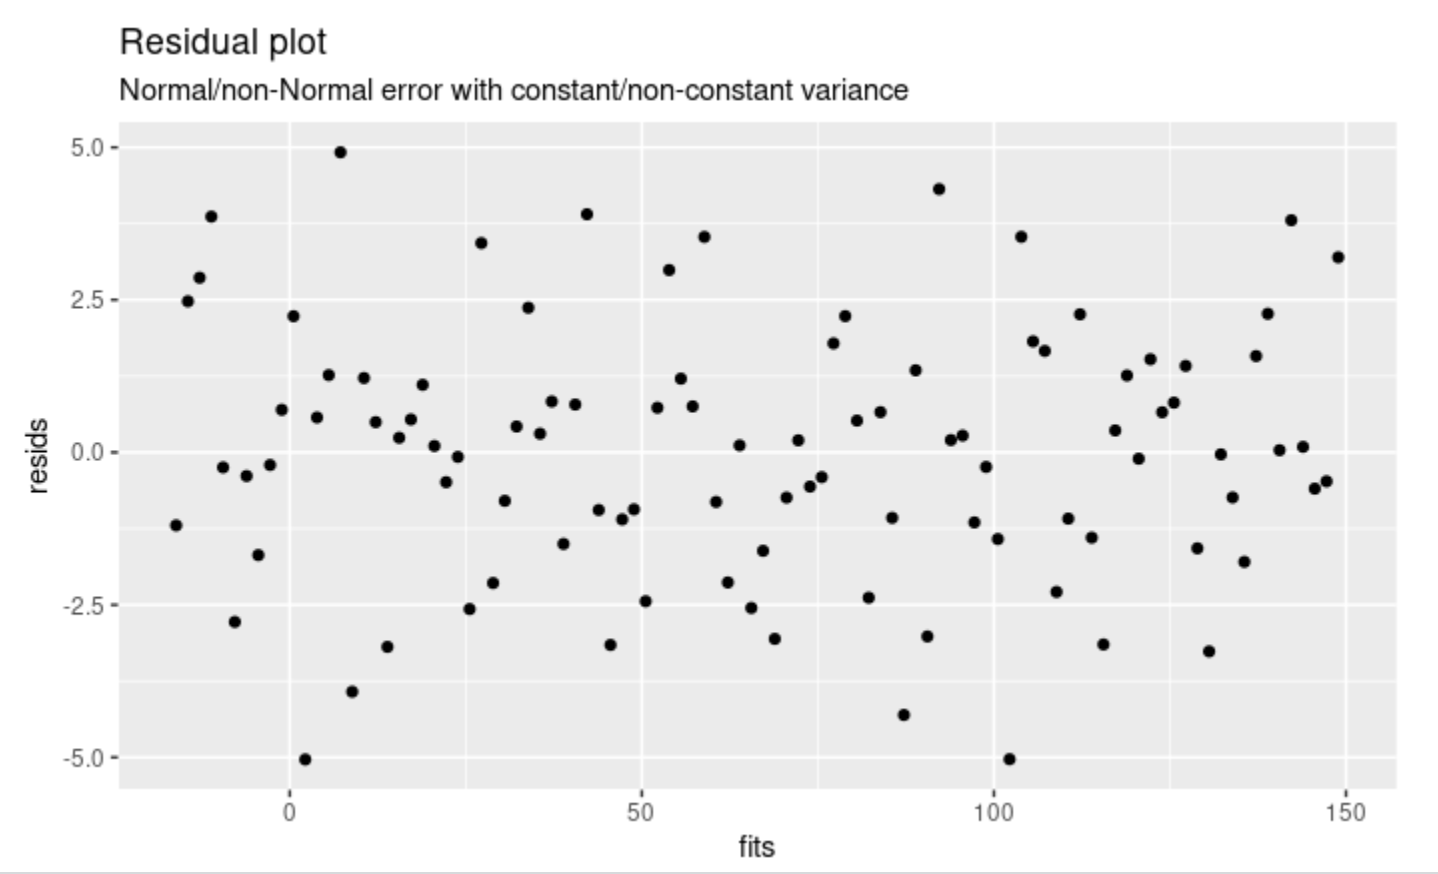 Residual plot
Normal/non-Normal error with constant/non-constant variance
5.0
2.5
0.0
-2.5
-5.0
resids
0 50 100 150
fits